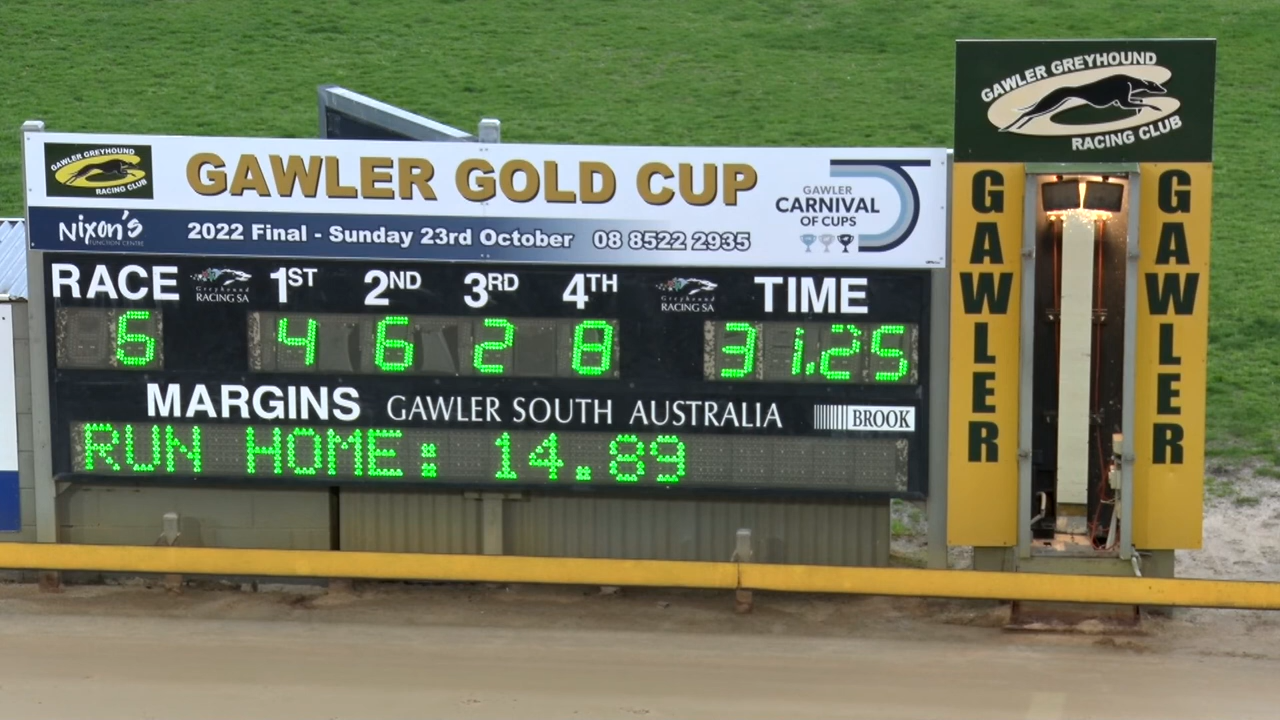 GAWLER GREYHOUND
RACING CLUB
GAWLER GREYHOUND
RACING CLUB
GAWLER GOLD CUP
GAWLER
CARNIVAL
OF CUPS
Nixon's
FUNCTION CENTRE
2022 Final - Sunday 23rd October 08 8522 2935
RACE
Greyhound
RACING SA
1ST 2ND 3RD 4TH
Greyhound
RACING SA
TIME
6 4 6 2 8 31.25
MARGINS GAWLER SOUTH AUSTRALIA BROOK
RUN HOME: 14.89
GAWLER
GAWLER